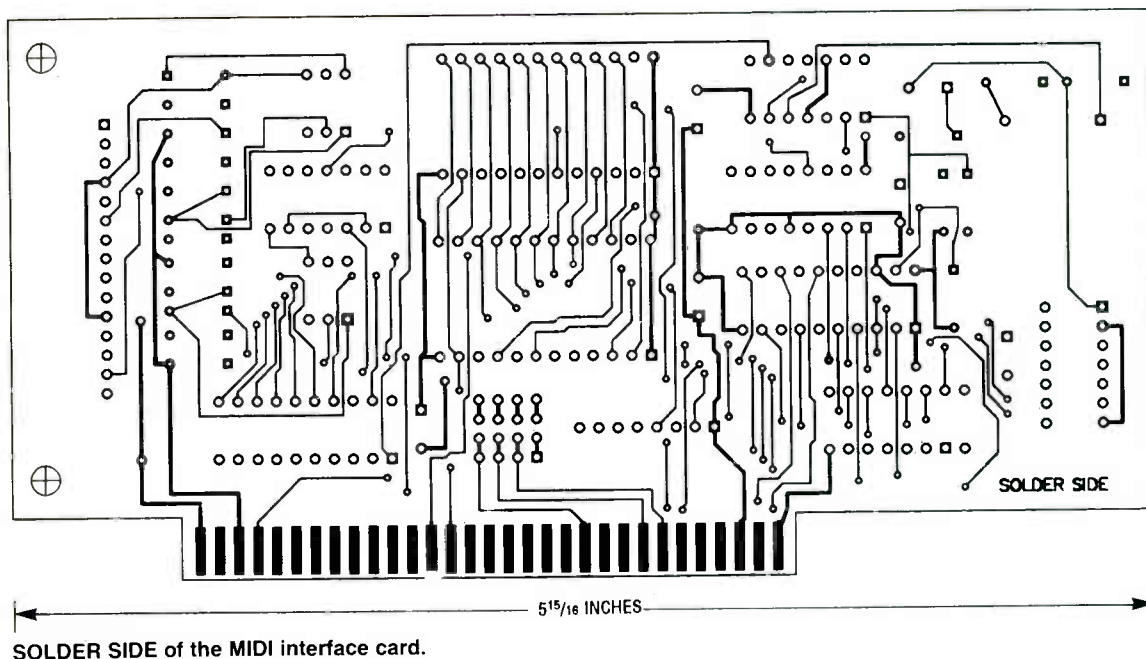 SOLDER SIDE
5 15/16 INCHES
SOLDER SIDE of the MIDI interface card.